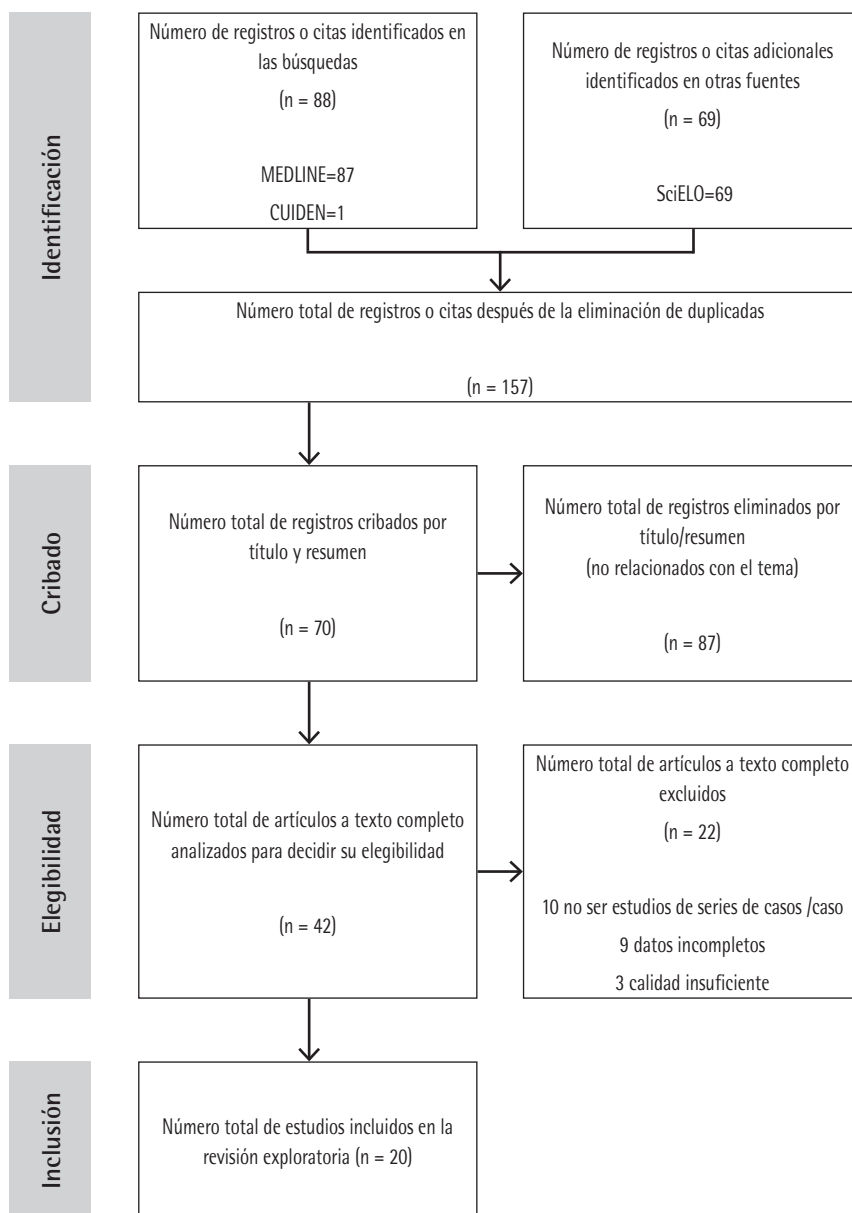 Identificación
Número de registros o citas identificados en
las búsquedas
(n = 88)
MEDLINE=87
CUIDEN=1
Número de registros o citas adicionales
identificados en otras fuentes
(n = 69)
SciELO=69
Número total de registros o citas después de la eliminación de duplicadas
(n = 157)
Cribado
Número total de registros cribados por
título y resumen
(n = 70)
Número total de registros eliminados por
título/resumen
(no relacionados con el tema)
(n = 87)
Elegibilidad
Número total de artículos a texto completo
analizados para decidir su elegibilidad
(n = 42)
Número total de artículos a texto completo
excluidos
(n = 22)
10 no ser estudios de series de casos /caso
9 datos incompletos
3 calidad insuficiente
Inclusión
Número total de estudios incluidos en la
revisión exploratoria (n = 20)